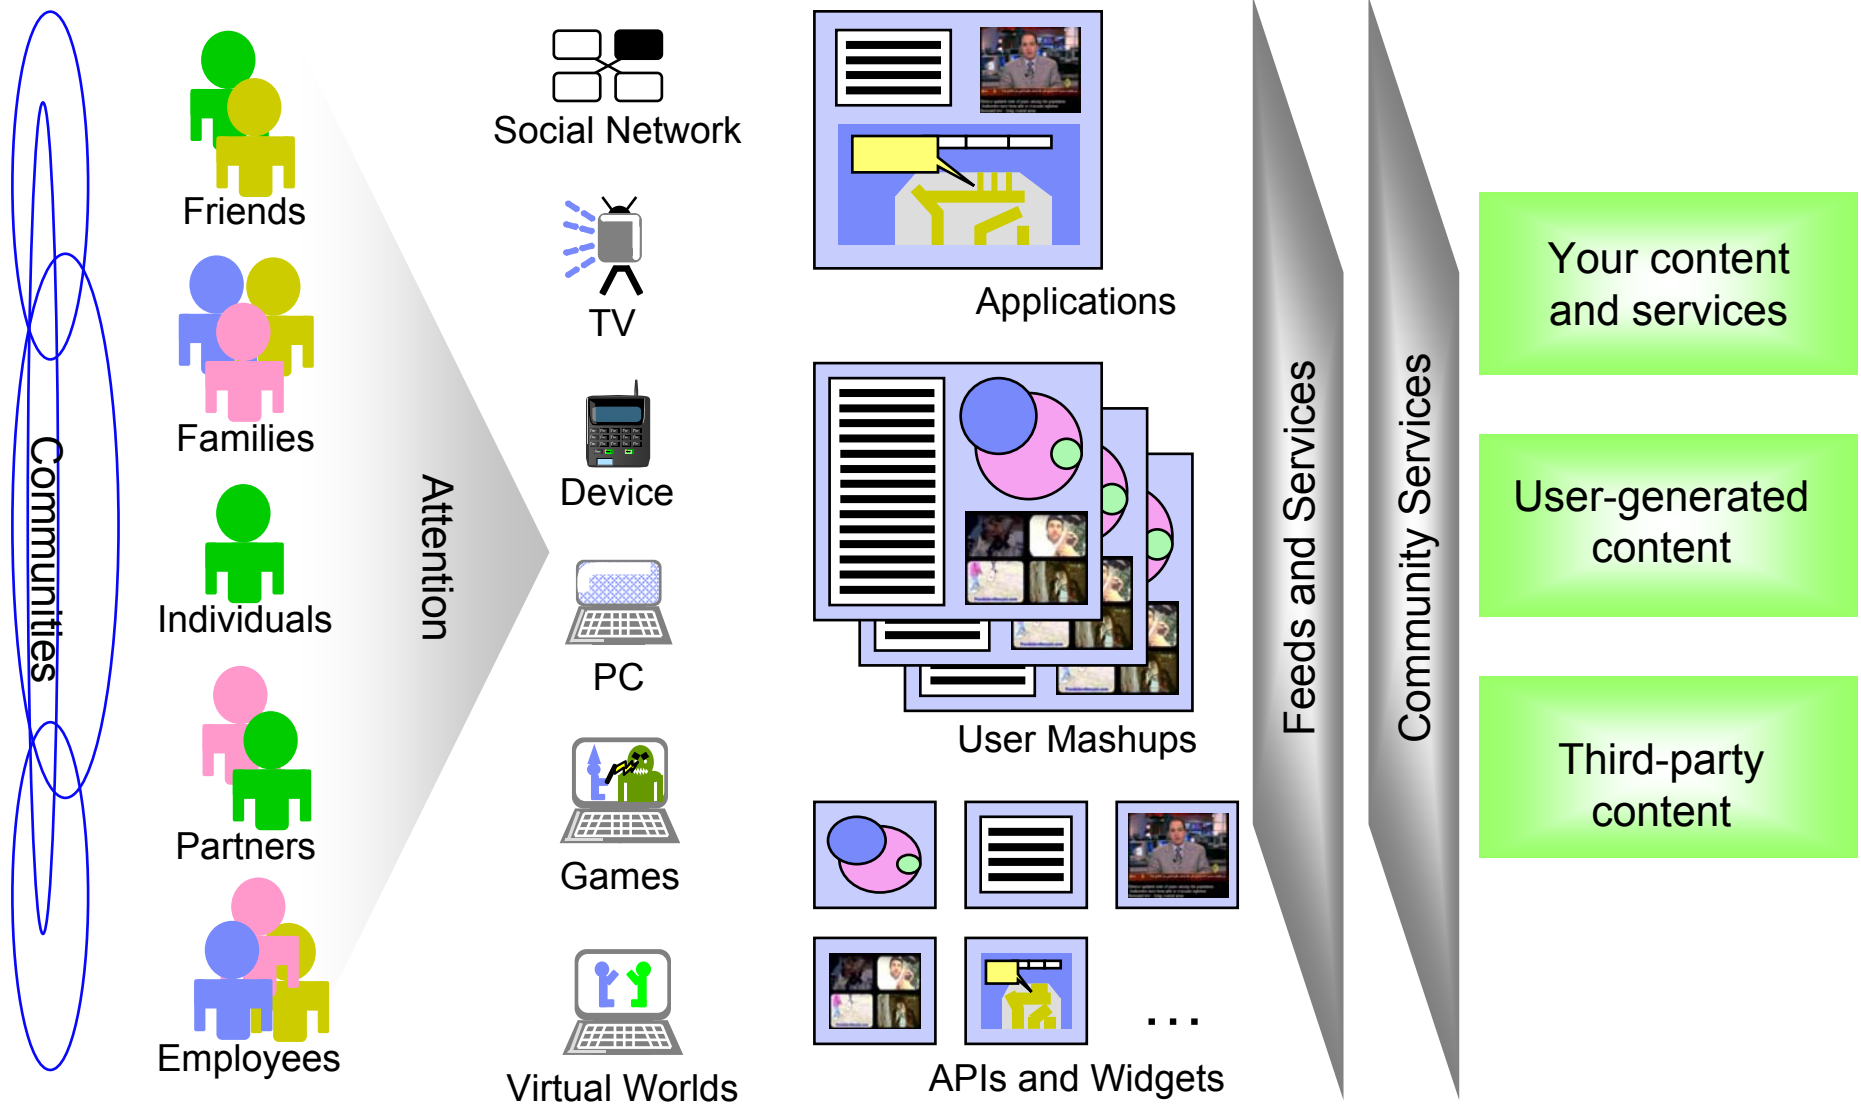 Communities
Friends
Families
Individuals
Partners
Employees
Attention
Social Network
TV
Device
PC
Games
Virtual Worlds
Applications
User Mashups
APIs and Widgets
...
Feeds and Services
Community Services
Your content
and services
User-generated
content
Third-party
content